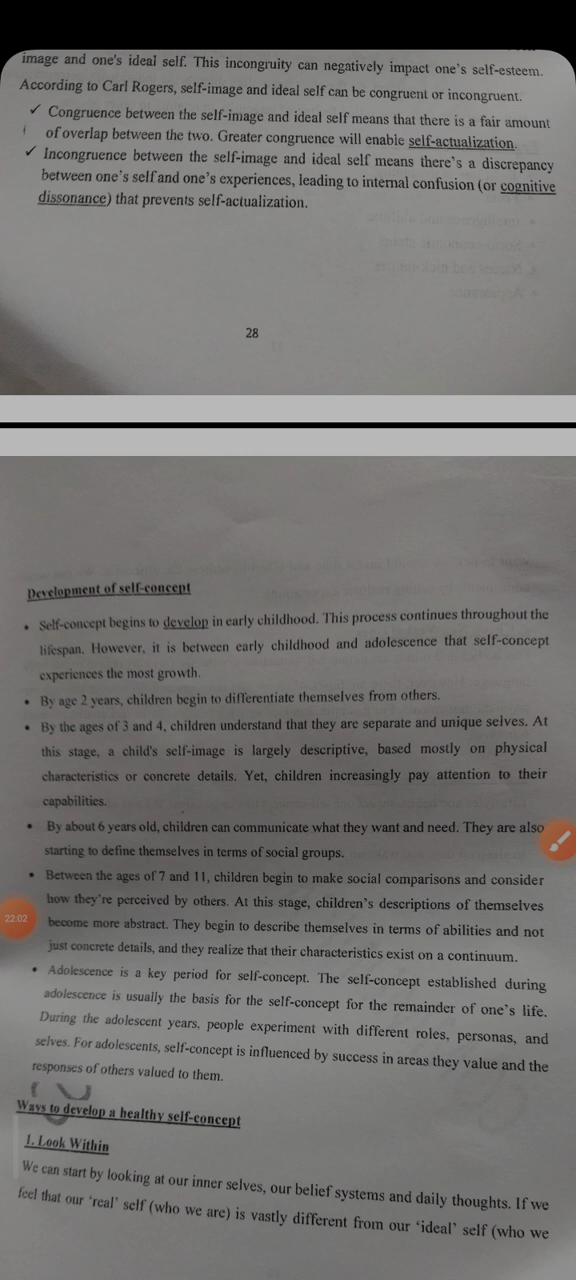 image and one's ideal self. This incongruity can negatively impact one's self-esteem.
According to Carl Rogers, self-image and ideal self can be congruent or incongruent.
✓ Congruence between the self-image and ideal self means that there is a fair amount
of overlap between the two. Greater congruence will enable self-actualization.
✓ Incongruence between the self-image and ideal self means there's a discrepancy
between one's self and one's experiences, leading to internal confusion (or cognitive
dissonance) that prevents self-actualization.
28
Development of self-concept
• Self-concept begins to develop in early childhood. This process continues throughout the
lifespan. However, it is between early childhood and adolescence that self-concept
experiences the most growth.
• By age 2 years, children begin to differentiate themselves from others.
• By the ages of 3 and 4, children understand that they are separate and unique selves. At
this stage, a child's self-image is largely descriptive, based mostly on physical
characteristics or concrete details. Yet, children increasingly pay attention to their
capabilities.
• By about 6 years old, children can communicate what they want and need. They are also
starting to define themselves in terms of social groups.
• Between the ages of 7 and 11, children begin to make social comparisons and consider
how they're perceived by others. At this stage, children's descriptions of themselves
22:02
become more abstract. They begin to describe themselves in terms of abilities and not
just concrete details, and they realize that their characteristics exist on a continuum.
• Adolescence is a key period for self-concept. The self-concept established during
adolescence is usually the basis for the self-concept for the remainder of one's life.
During the adolescent years, people experiment with different roles, personas, and
selves. For adolescents, self-concept is influenced by success in areas they value and the
responses of others valued to them.
Ways to develop a healthy self-concept
1. Look Within
We can start by looking at our inner selves, our belief systems and daily thoughts. If we
feel that our 'real' self (who we are) is vastly different from our 'ideal' self (who we